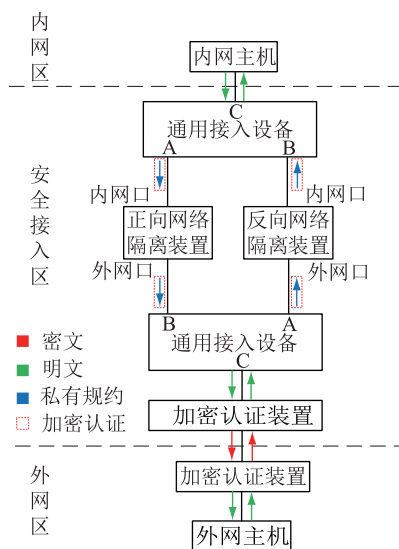 内网区
内网主机
C
通用接入设备
A
B
安全接入区
内网口
内网口
正向网络
隔离装置
反向网络
隔离装置
外网口
外网口
B
A
通用接入设备
C
密文
明文
私有规约
加密认证
加密认证装置
外网区
加密认证装置
外网主机